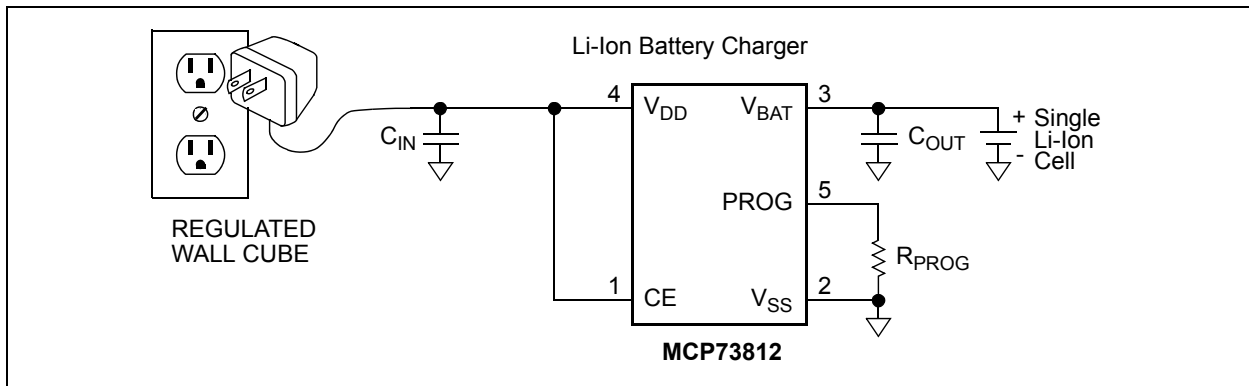 Li-Ion Battery Charger
4
V_DD
V_BAT
3
C_IN
C_OUT
+ Single
Li-Ion
- Cell
PROG
5
REGULATED
WALL CUBE
R_PROG
1
CE
V_SS
2
MCP73812